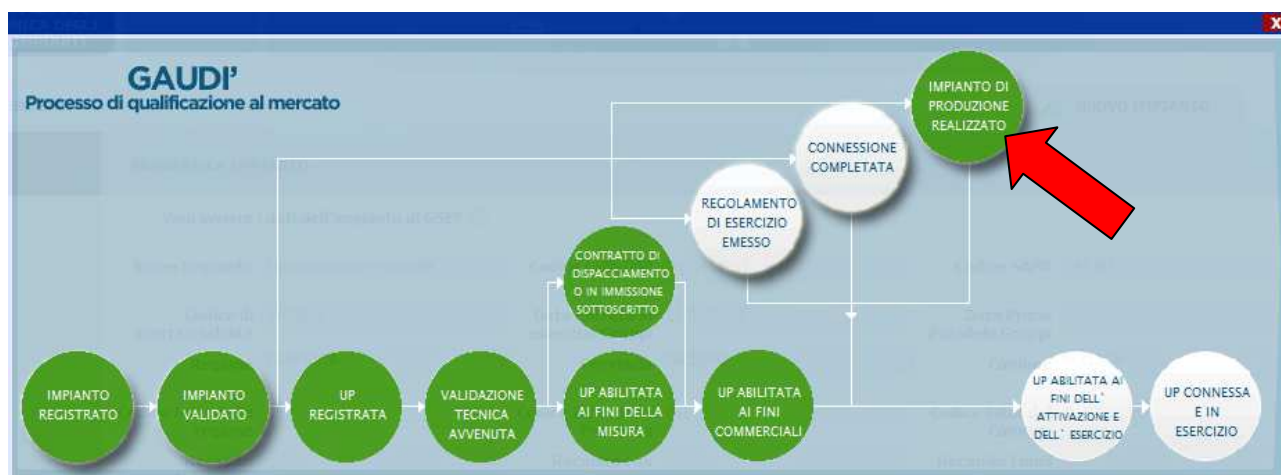 X
GAUDI'
Processo di qualificazione al mercato
IMPIANTO DI
PRODUZIONE
REALIZZATO
CONNESSIONE
COMPLETATA
REGOLAMENTO
DI ESERCIZIO
EMESSO
CONTRATTO DI
DISPACCIAMENTO
O IN IMMISSIONE
SOTTOSCRITTO
IMPIANTO
REGISTRATO
IMPIANTO
VALIDATO
UP
REGISTRATA
VALIDAZIONE
TECNICA
AVVENUTA
UP ABILITATA
AI FINI DELLA
MISURA
UP ABILITATA
AI FINI
COMMERCIALI
UP ABILITATA AI
FINI DELL'
ATTIVAZIONE E
DELL' ESERCIZIO
UP CONNESSA
E IN
ESERCIZIO